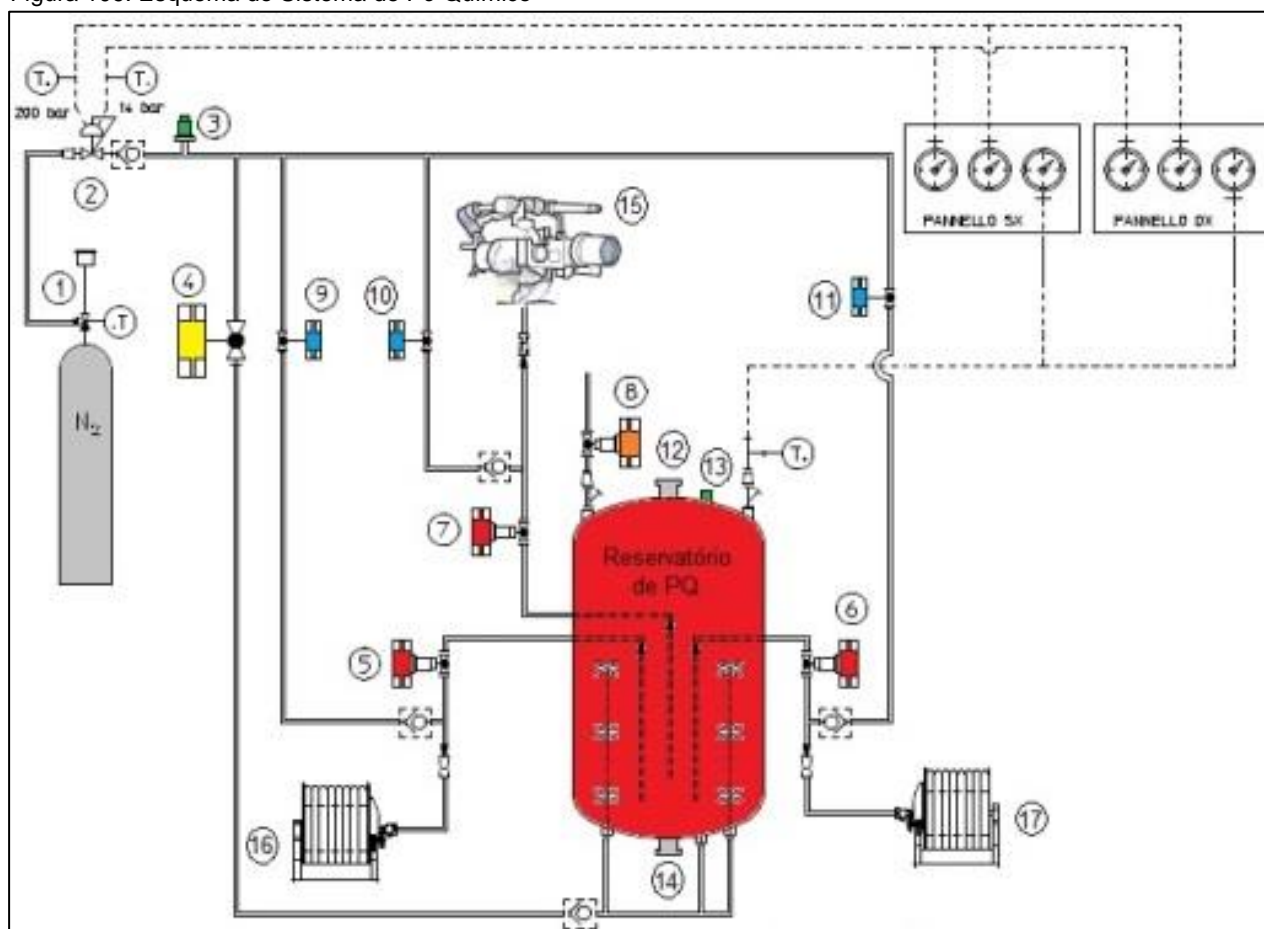 Figura Esquema do Sistema de Pó Químico
T.
T.
200 bar
14 bar
3
2
1
.T
N₂
4
9
10
15
11
PANNELLO SX
PANNELLO DX
8
12
13
T.
7
Reservatório
de PQ
5
6
16
17
14